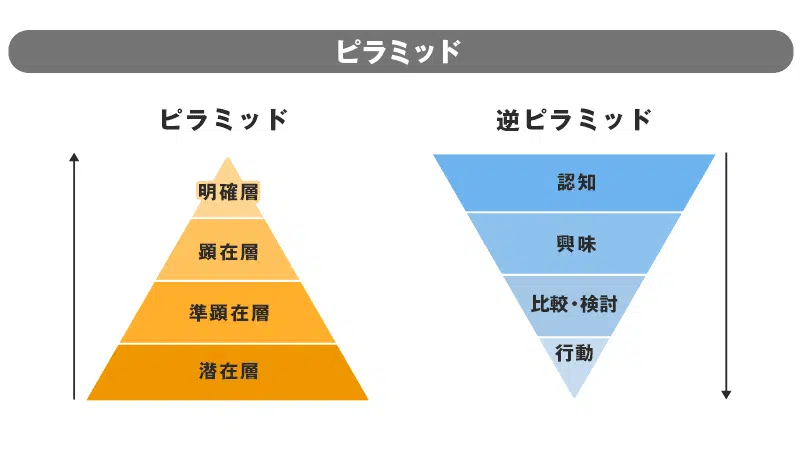 ピラミッド
ピラミッド
明確層
顕在層
準顕在層
潜在層
逆ピラミッド
認知
興味
比較・検討
行動